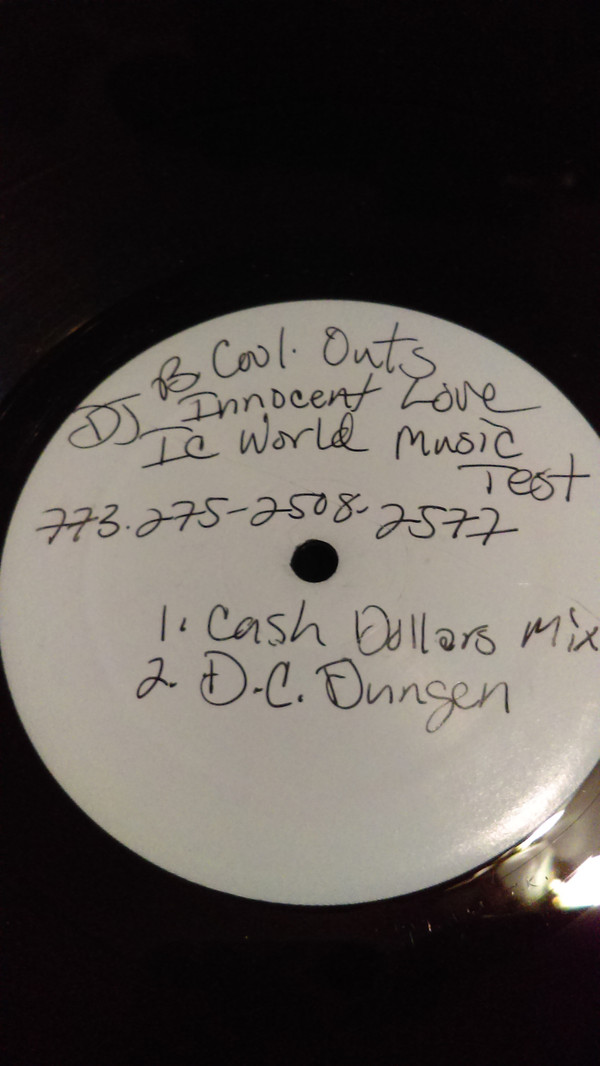 B Cool. Outs
DJ Innocent Love
IC World Music
Test
773.275-2508-2577
1. Cash Dollars Mix
2. D.C. Dungen